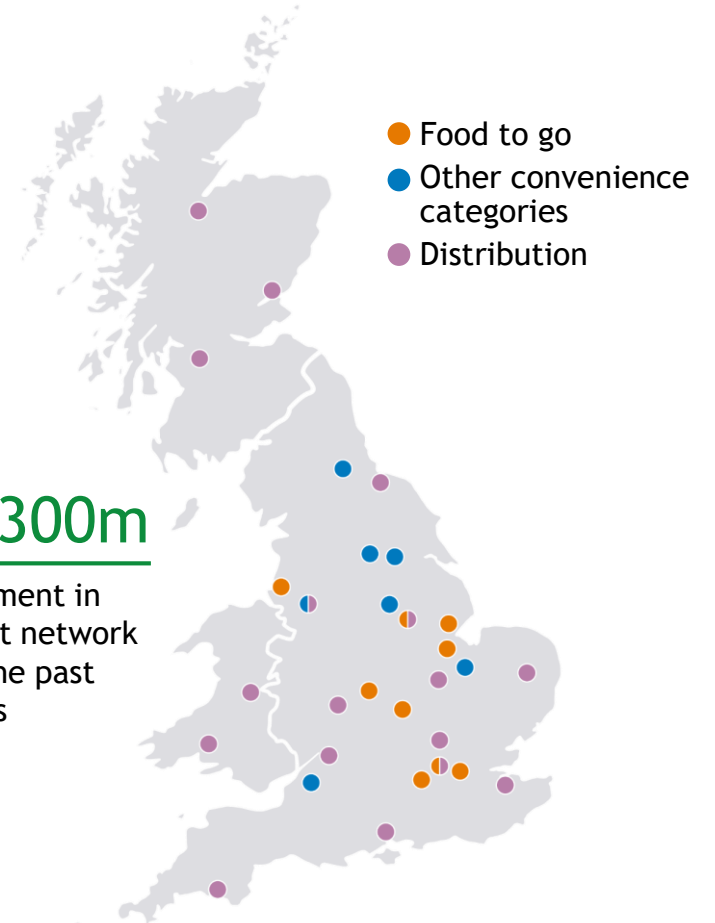 Food to go
Other convenience
categories
Distribution
300m
ment in
t network
he past
s